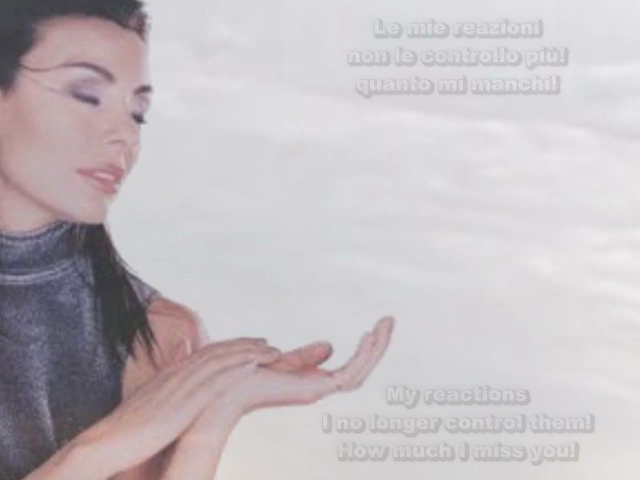 Le mie reazioni
non le controllo più!
quanto mi manchi!
My reactions
I no longer control them!
How much I miss you!